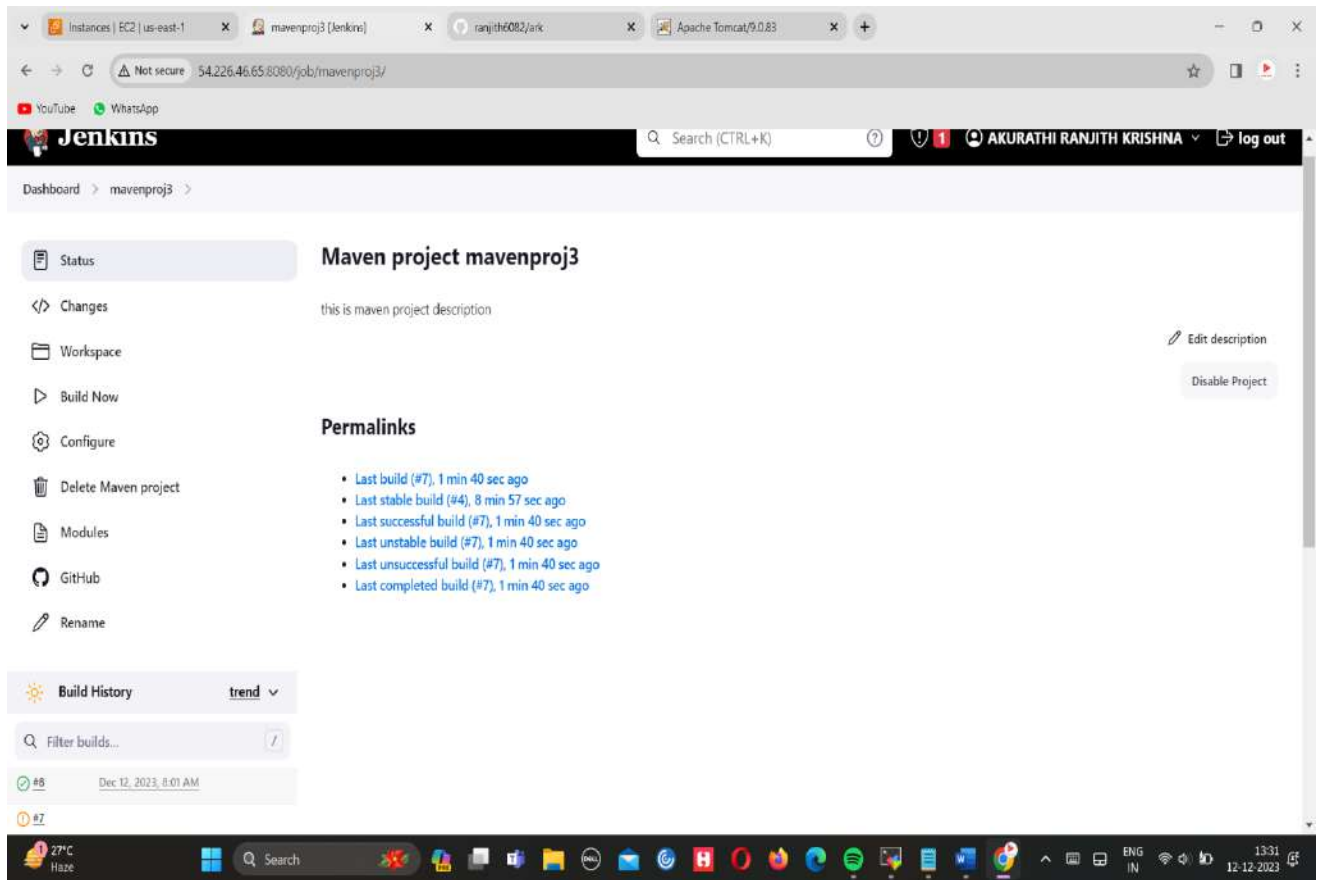 Instances | EC2 | us-east-1
mavenproj3 [Jenkins]
ranjith6082/ark
Apache Tomcat/9.0.83
Not secure 54.226.46.65:8080/job/mavenproj3/
YouTube WhatsApp
Jenkins
Search (CTRL+K)
1
AKURATHI RANJITH KRISHNA
log out
Dashboard > mavenproj3 >
Status
Changes
Workspace
Build Now
Configure
Delete Maven project
Modules
GitHub
Rename
Build History trend
Filter builds...
/
Dec 12, 2023, 8:01 AM
#7
Maven project mavenproj3
this is maven project description
Edit description
Disable Project
Permalinks
• Last build (#7), 1 min 40 sec ago
• Last stable build (#4), 8 min 57 sec ago
• Last successful build (#7), 1 min 40 sec ago
• Last unstable build (#7), 1 min 40 sec ago
• Last unsuccessful build (#7), 1 min 40 sec ago
• Last completed build (#7), 1 min 40 sec ago
1
27°C
Haze
Search
DELL
H
ENG
IN
13:31
12-12-2023